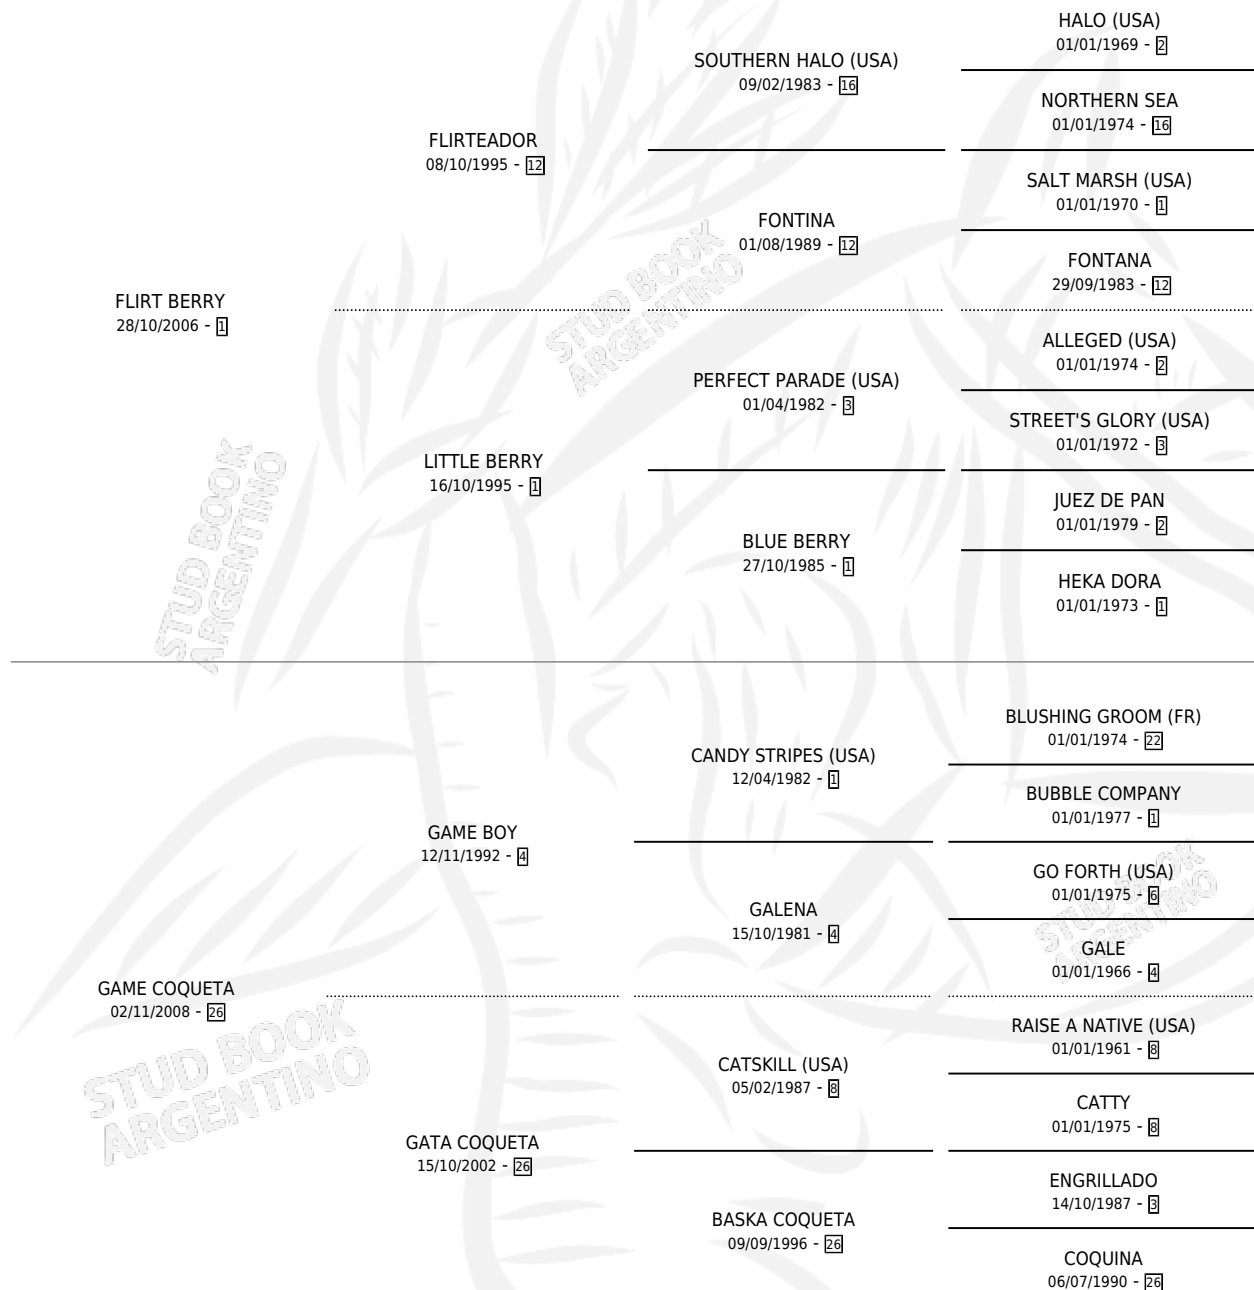 HALO (USA)
01/01/1969 - 2
SOUTHERN HALO (USA)
09/02/1983 - 16
NORTHERN SEA
01/01/1974 - 16
FLIRTEADOR
08/10/1995 - 12
SALT MARSH (USA)
01/01/1970 - 1
FONTINA
01/08/1989 - 12
FONTANA
29/09/1983 - 12
FLIRT BERRY
28/10/2006 - 1
ALLEGED (USA)
01/01/1974 - 2
PERFECT PARADE (USA)
01/04/1982 - 3
STREET'S GLORY (USA)
01/01/1972 - 3
LITTLE BERRY
16/10/1995 - 1
JUEZ DE PAN
01/01/1979 - 2
BLUE BERRY
27/10/1985 - 1
HEKA DORA
01/01/1973 - 1
BLUSHING GROOM (FR)
01/01/1974 - 22
CANDY STRIPES (USA)
12/04/1982 - 1
BUBBLE COMPANY
01/01/1977 - 1
GAME BOY
12/11/1992 - 4
GO FORTH (USA)
01/01/1975 - 6
GALENA
15/10/1981 - 4
GALE
01/01/1966 - 4
GAME COQUETA
02/11/2008 - 26
RAISE A NATIVE (USA)
01/01/1961 - 8
CATSKILL (USA)
05/02/1987 - 8
CATTY
01/01/1975 - 8
GATA COQUETA
15/10/2002 - 26
ENGRILLADO
14/10/1987 - 3
BASKA COQUETA
09/09/1996 - 26
COQUINA
06/07/1990 - 26
STUD BOOK
ARGENTINO
STUD BOOK
ARGENTINO
STUD BOOK
ARGENTINO
STUD BOOK
ARGENTINO